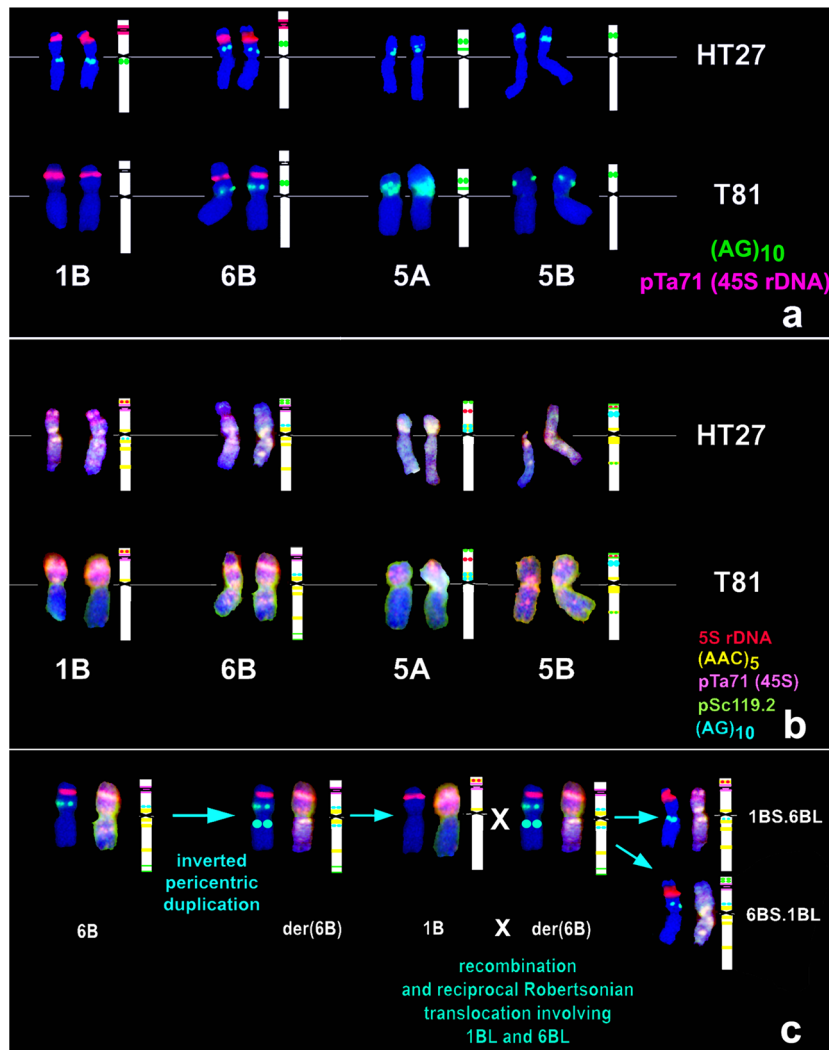 HT27
T81
(AG)10
pTa71 (45S rDNA)
1B 6B 5A 5B
a
HT27
T81
1B 6B 5A 5B
5S rDNA
(AAC)5
pTa71 (45S)
pSc119.2
(AG)10
b
X
1BS.6BL
inverted
pericentric
duplication
6BS.1BL
6B der(6B) 1B X der(6B)
recombination
and reciprocal Robertsonian
translocation involving
1BL and 6BL
c